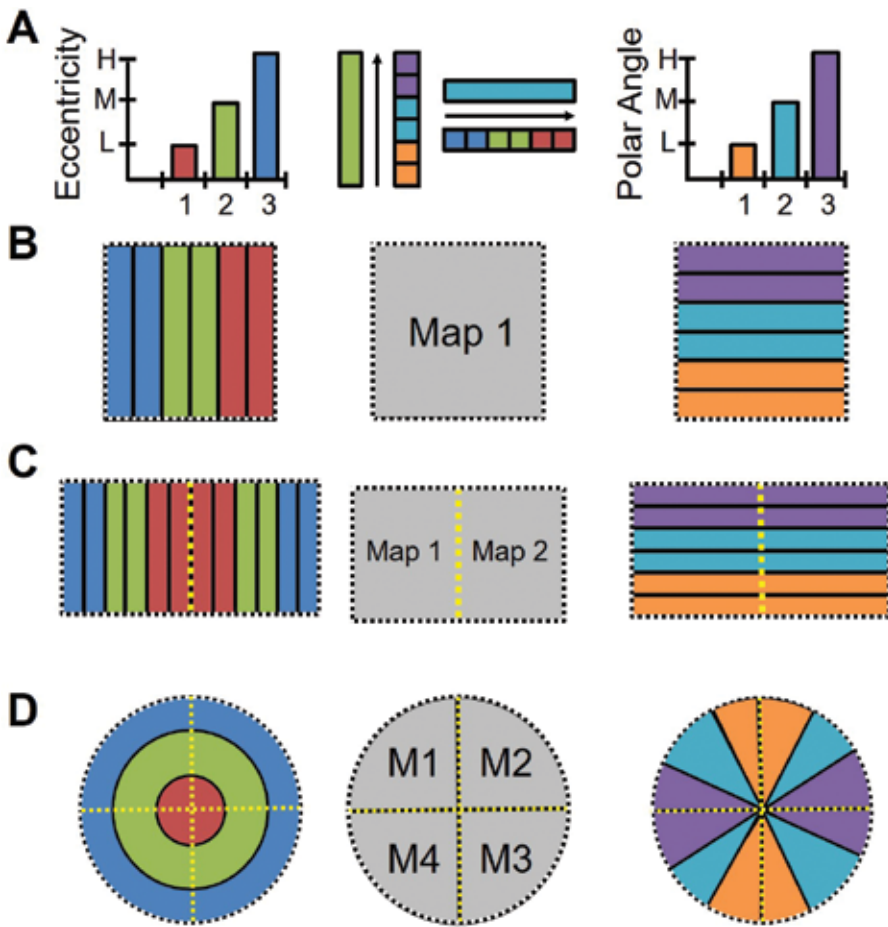 A
Eccentricity
H
M
L
1 2 3
Polar Angle
H
M
L
1 2 3
B
Map 1
C
Map 1 Map 2
D
M1 M2
M4 M3